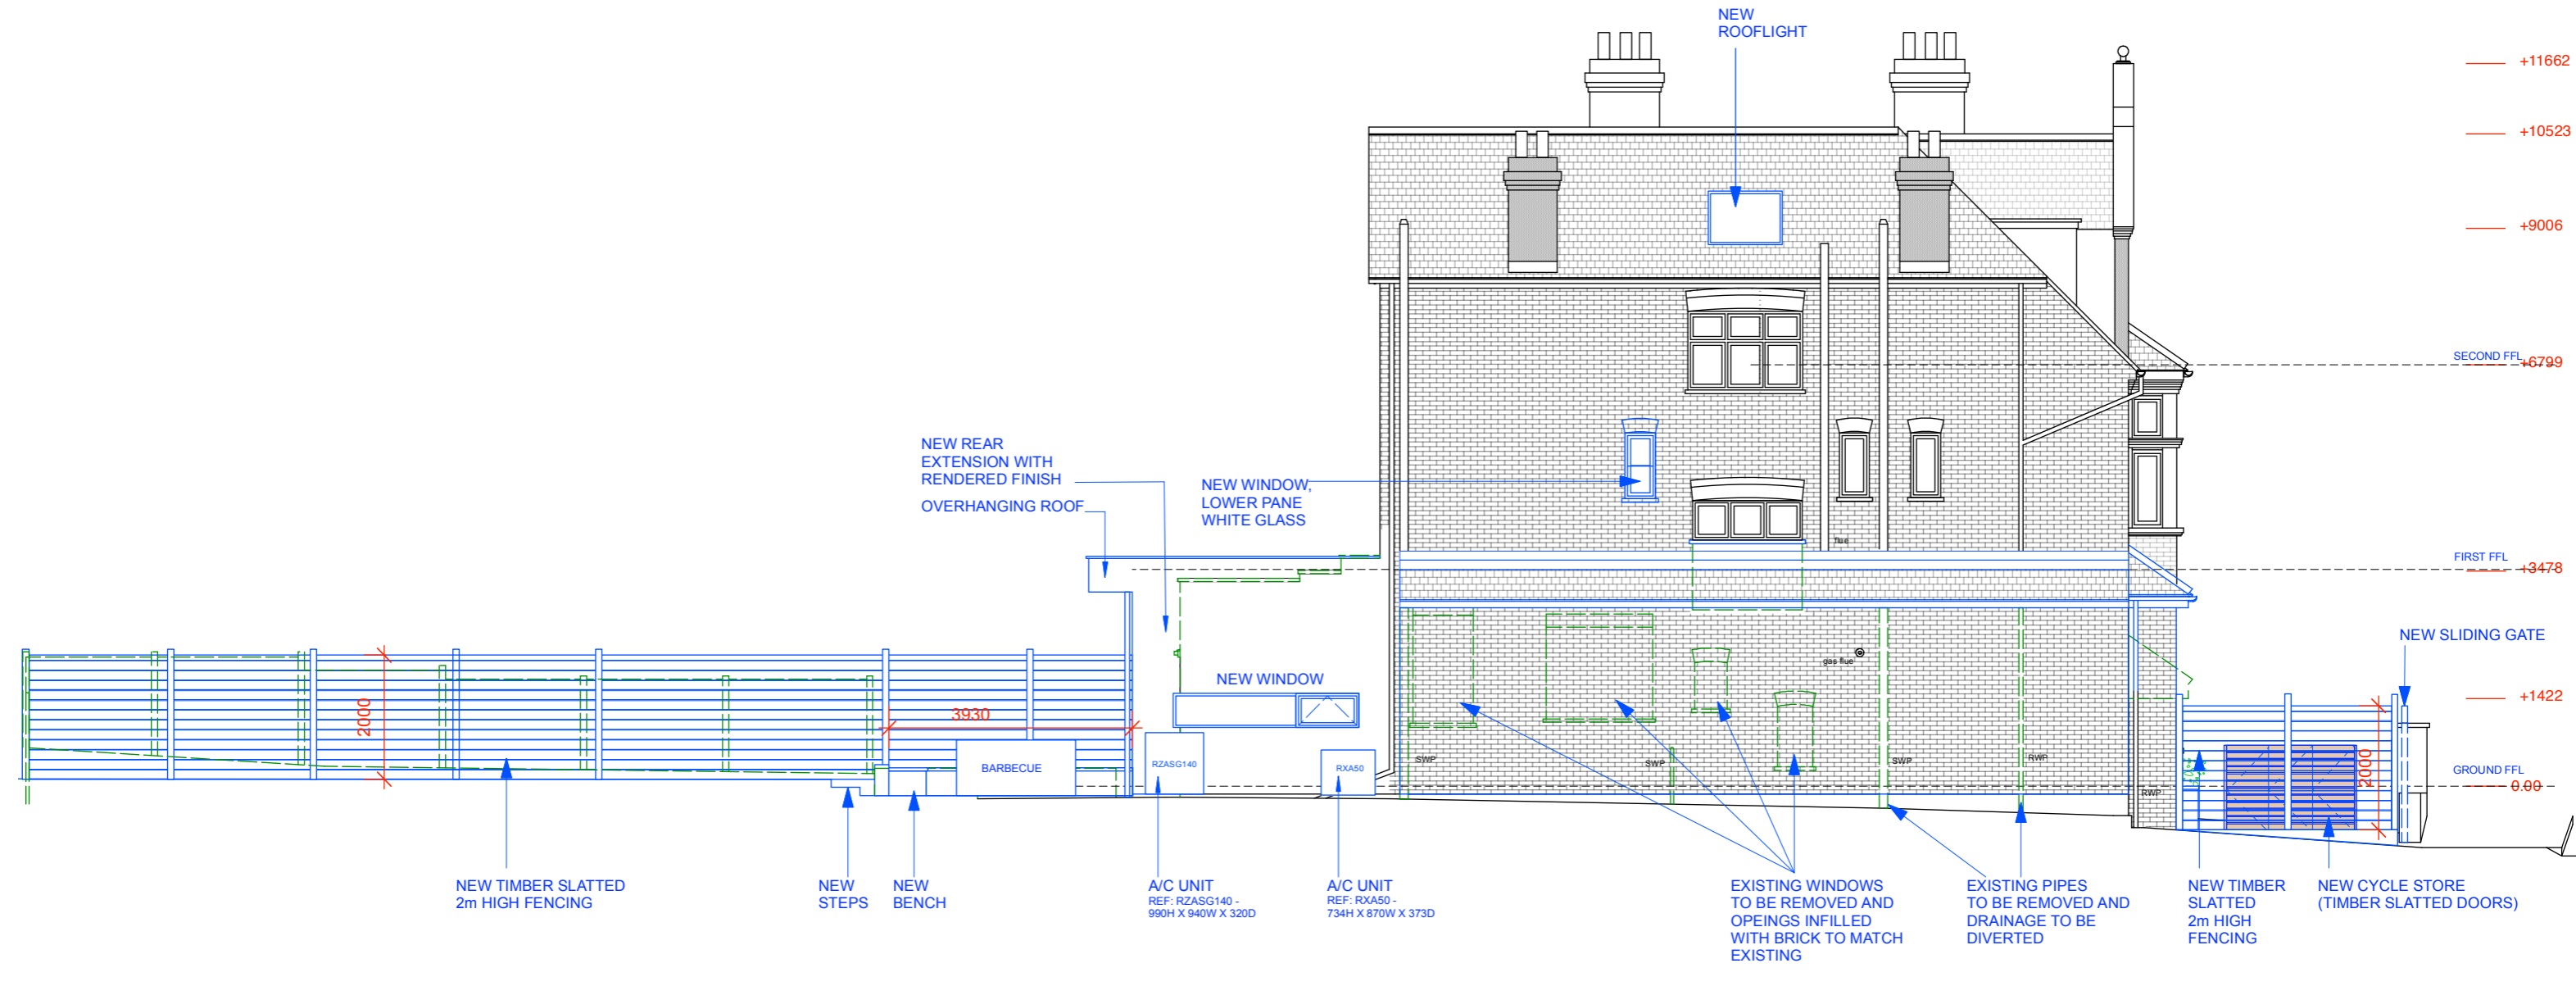 NEW
ROOFLIGHT
+11662
+10523
+9006
SECOND FFL
+6799
NEW REAR
EXTENSION WITH
RENDERED FINISH
OVERHANGING ROOF
NEW WINDOW,
LOWER PANE
WHITE GLASS
flue
FIRST FFL
+3478
NEW SLIDING GATE
gas flue
NEW WINDOW
+1422
2000
3930
BARBECUE
RZASG140
RXA50
SWP
SWP
SWP
RWP
RWP
2000
GROUND FFL
0.00
NEW TIMBER SLATTED
2m HIGH FENCING
NEW
STEPS
NEW
BENCH
A/C UNIT
REF: RZASG140 -
990H X 940W X 320D
A/C UNIT
REF: RXA50 -
734H X 870W X 373D
EXISTING WINDOWS
TO BE REMOVED AND
OPEINGS INFILLED
WITH BRICK TO MATCH
EXISTING
EXISTING PIPES
TO BE REMOVED AND
DRAINAGE TO BE
DIVERTED
NEW TIMBER
SLATTED
2m HIGH
FENCING
NEW CYCLE STORE
(TIMBER SLATTED DOORS)